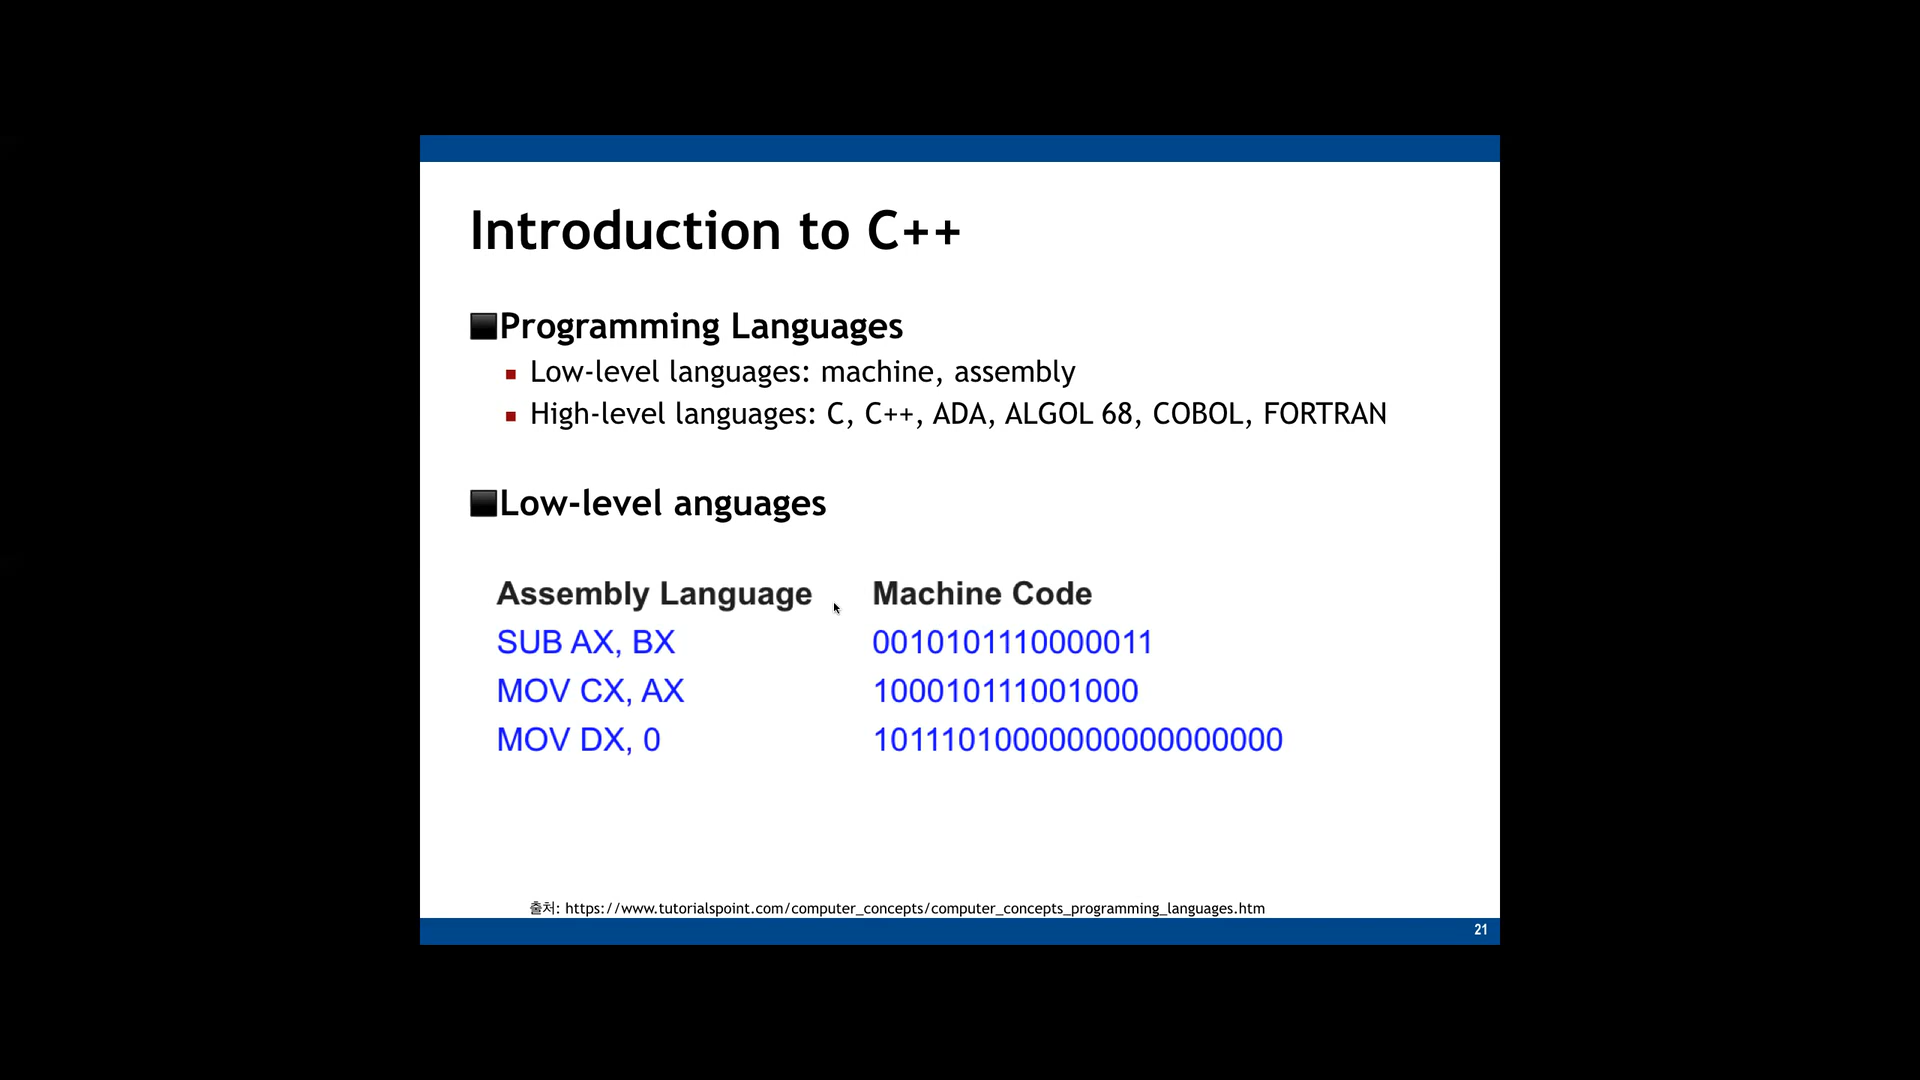 Introduction to C++
Programming Languages
Low-level languages: machine, assembly
High-level languages: C, C++, ADA, ALGOL 68, COBOL, FORTRAN
Low-level anguages
Assembly Language Machine Code
SUB AX, BX 0010101110000011
MOV CX, AX 100010111001000
MOV DX, 0 101110100000000000000000
출처: https://www.tutorialspoint.com/computer_concepts/computer_concepts_programming_languages.htm
21